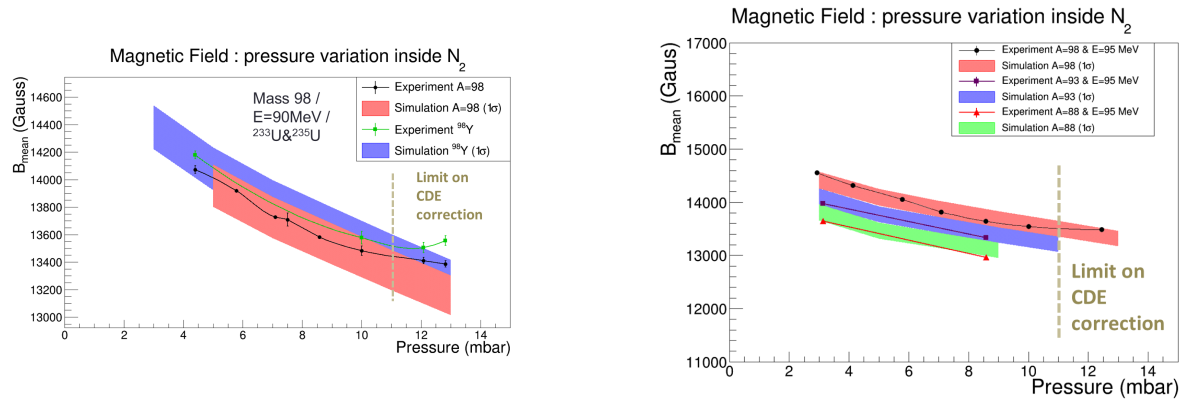 Magnetic Field : pressure variation inside N2
Bmean (Gauss)
14600
14400
14200
14000
13800
13600
13400
13200
13000
0 2 4 6 8 10 12 14
Pressure (mbar)
Mass 98 /
E=90MeV /
233U&235U
Experiment A=98
Simulation A=98 (1σ)
Experiment 98Y
Simulation 98Y (1σ)
Limit on
CDE
correction
Magnetic Field : pressure variation inside N2
Bmean (Gaus)
17000
16000
15000
14000
13000
12000
11000
0 2 4 6 8 10 12 14
Pressure (mbar)
Experiment A=98 & E=95 MeV
Simulation A=98 (1σ)
Experiment A=93 & E=95 MeV
Simulation A=93 (1σ)
Experiment A=88 & E=95 MeV
Simulation A=88 (1σ)
Limit on
CDE
correction